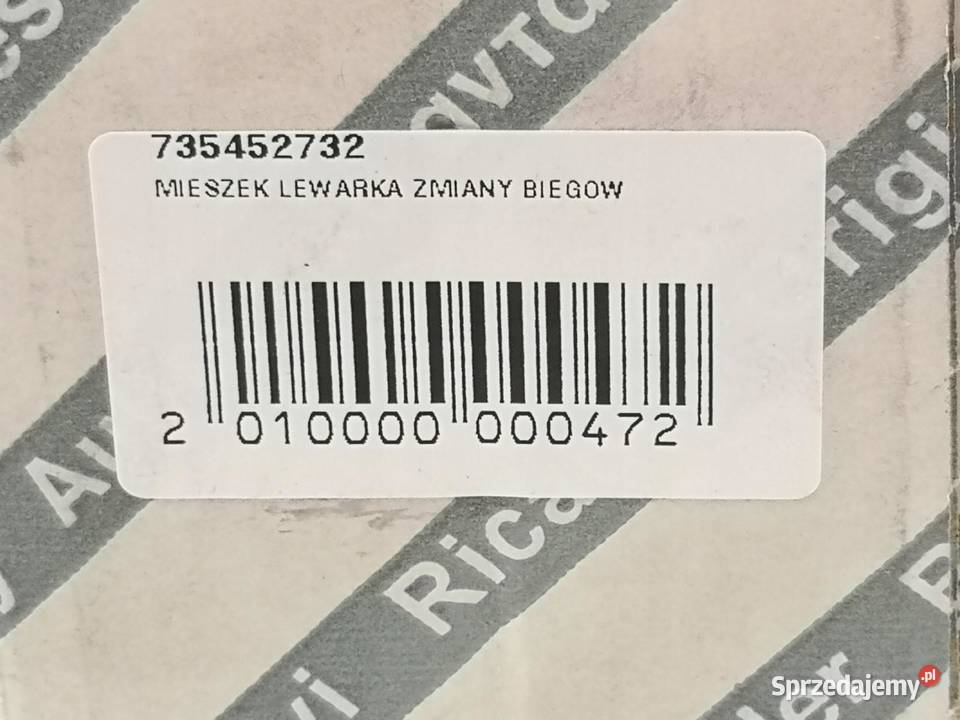 735452732
MIESZEK LEWARKA ZMIANY BIEGOW
2 010000 000472
Sprzedajemy.pl